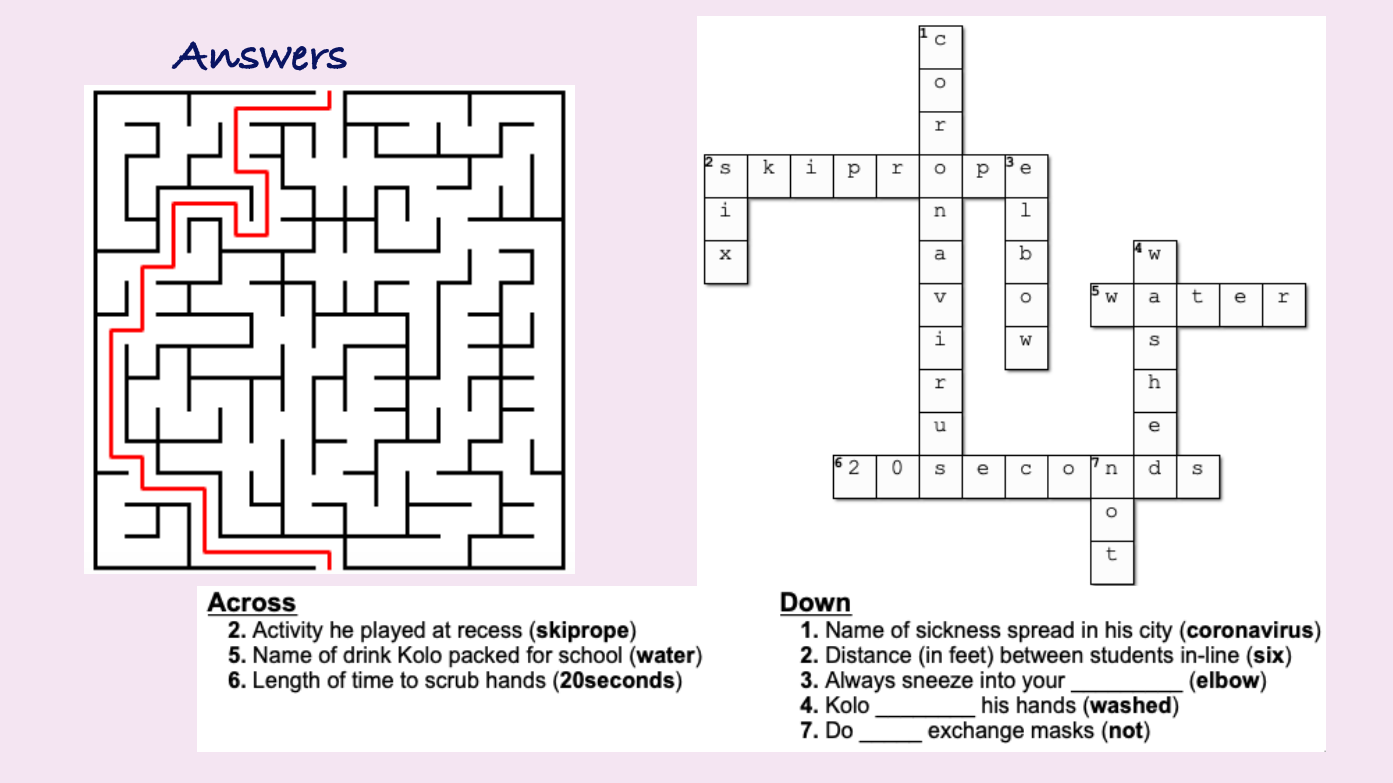 Answers
1 c
o
r
2 s k i p r o p 3 e
i n l
x a b 4 w
v o 5 w a t e r
i w s
r h
u e
6 2 0 s e c o 7 n d s
o
t
Across
2. Activity he played at recess (skiprope)
5. Name of drink Kolo packed for school (water)
6. Length of time to scrub hands (20seconds)
Down
1. Name of sickness spread in his city (coronavirus)
2. Distance (in feet) between students in-line (six)
3. Always sneeze into your _________ (elbow)
4. Kolo ________ his hands (washed)
7. Do _____ exchange masks (not)